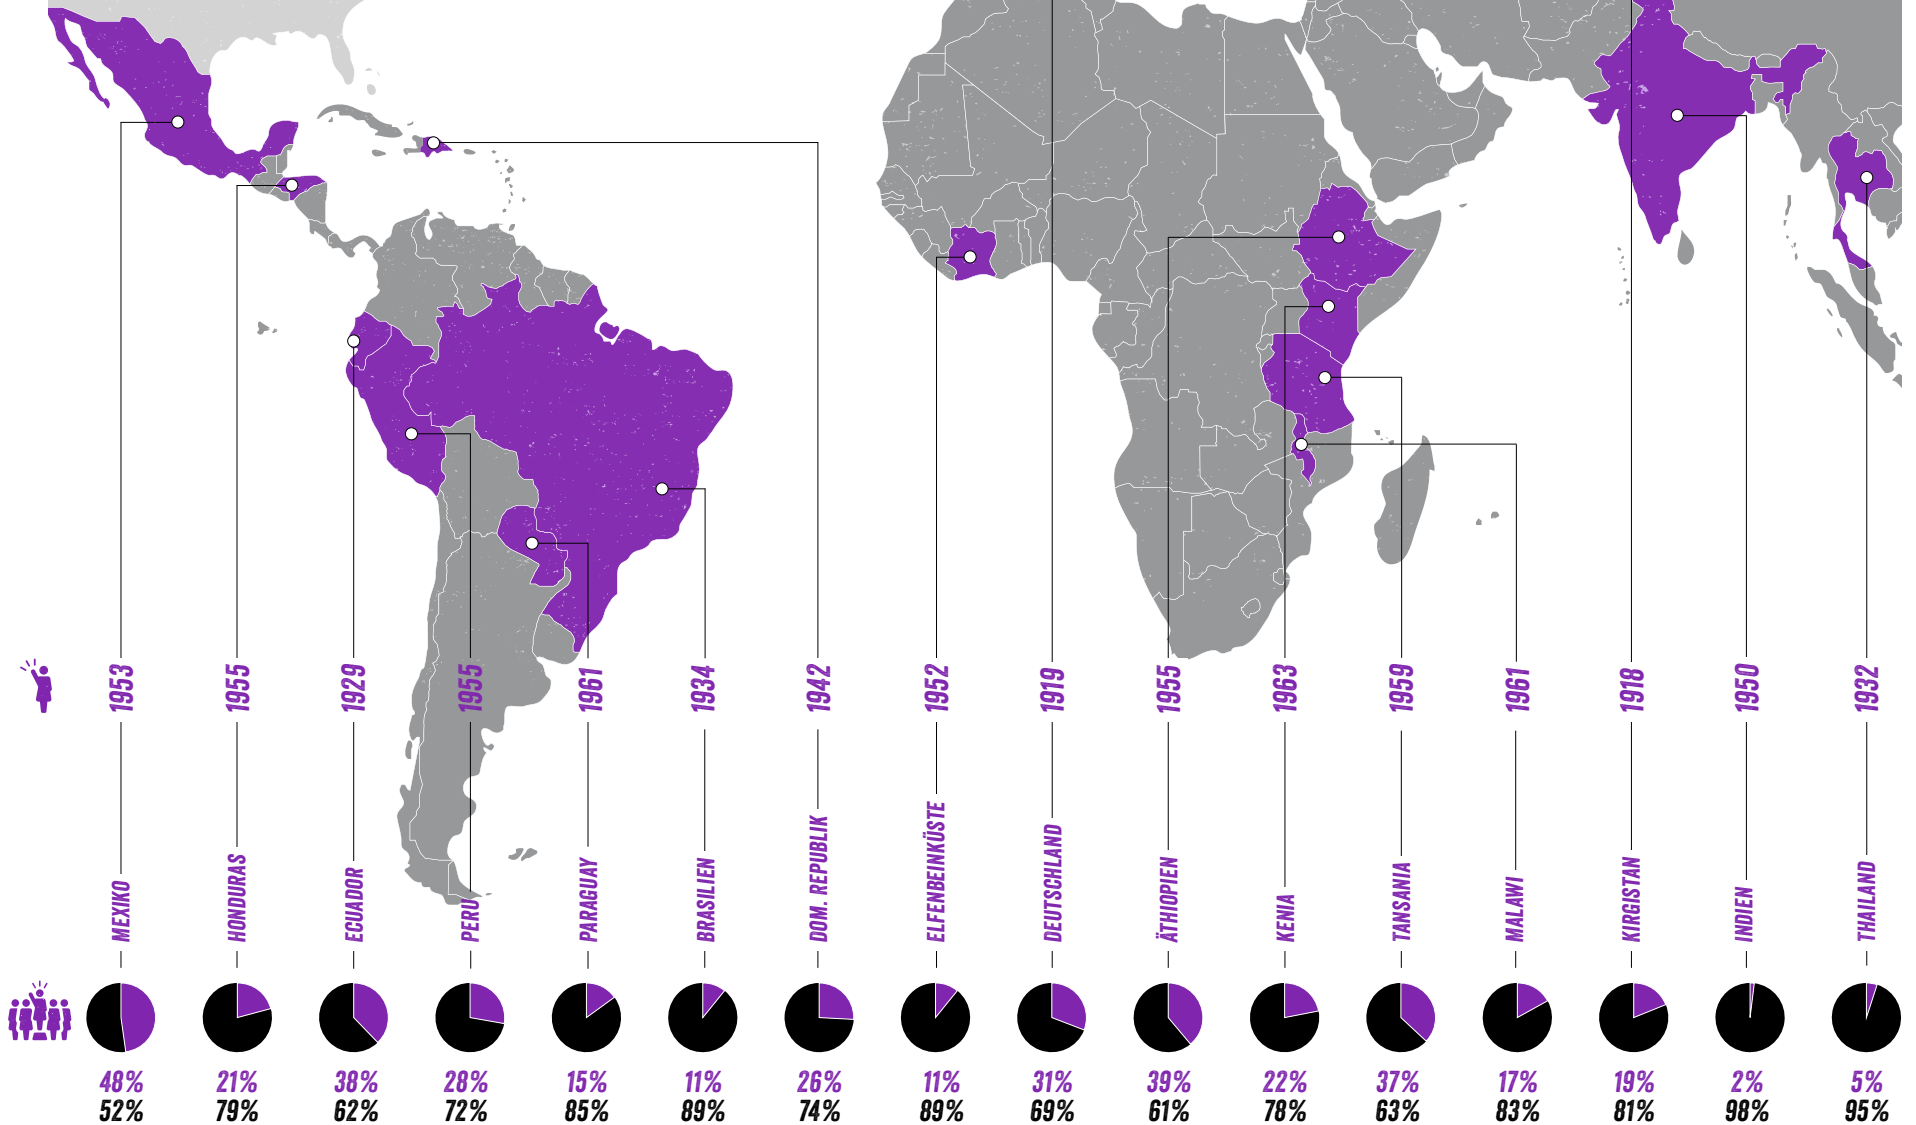 1953 1955 1929 1955 1961 1934 1942 1952 1919 1955 1963 1959 1961 1918 1950 1932
MEXIKO HONDURAS ECUADOR PERU PARAGUAY BRASILIEN DOM. REPUBLIK ELFENBEINKÜSTE DEUTSCHLAND ÄTHIOPIEN KENIA TANSANIA MALAWI KIRGISTAN INDIEN THAILAND
48% 21% 38% 28% 15% 11% 26% 11% 31% 39% 22% 37% 17% 19% 2% 5%
52% 79% 62% 72% 85% 89% 74% 89% 69% 61% 78% 63% 83% 81% 98% 95%